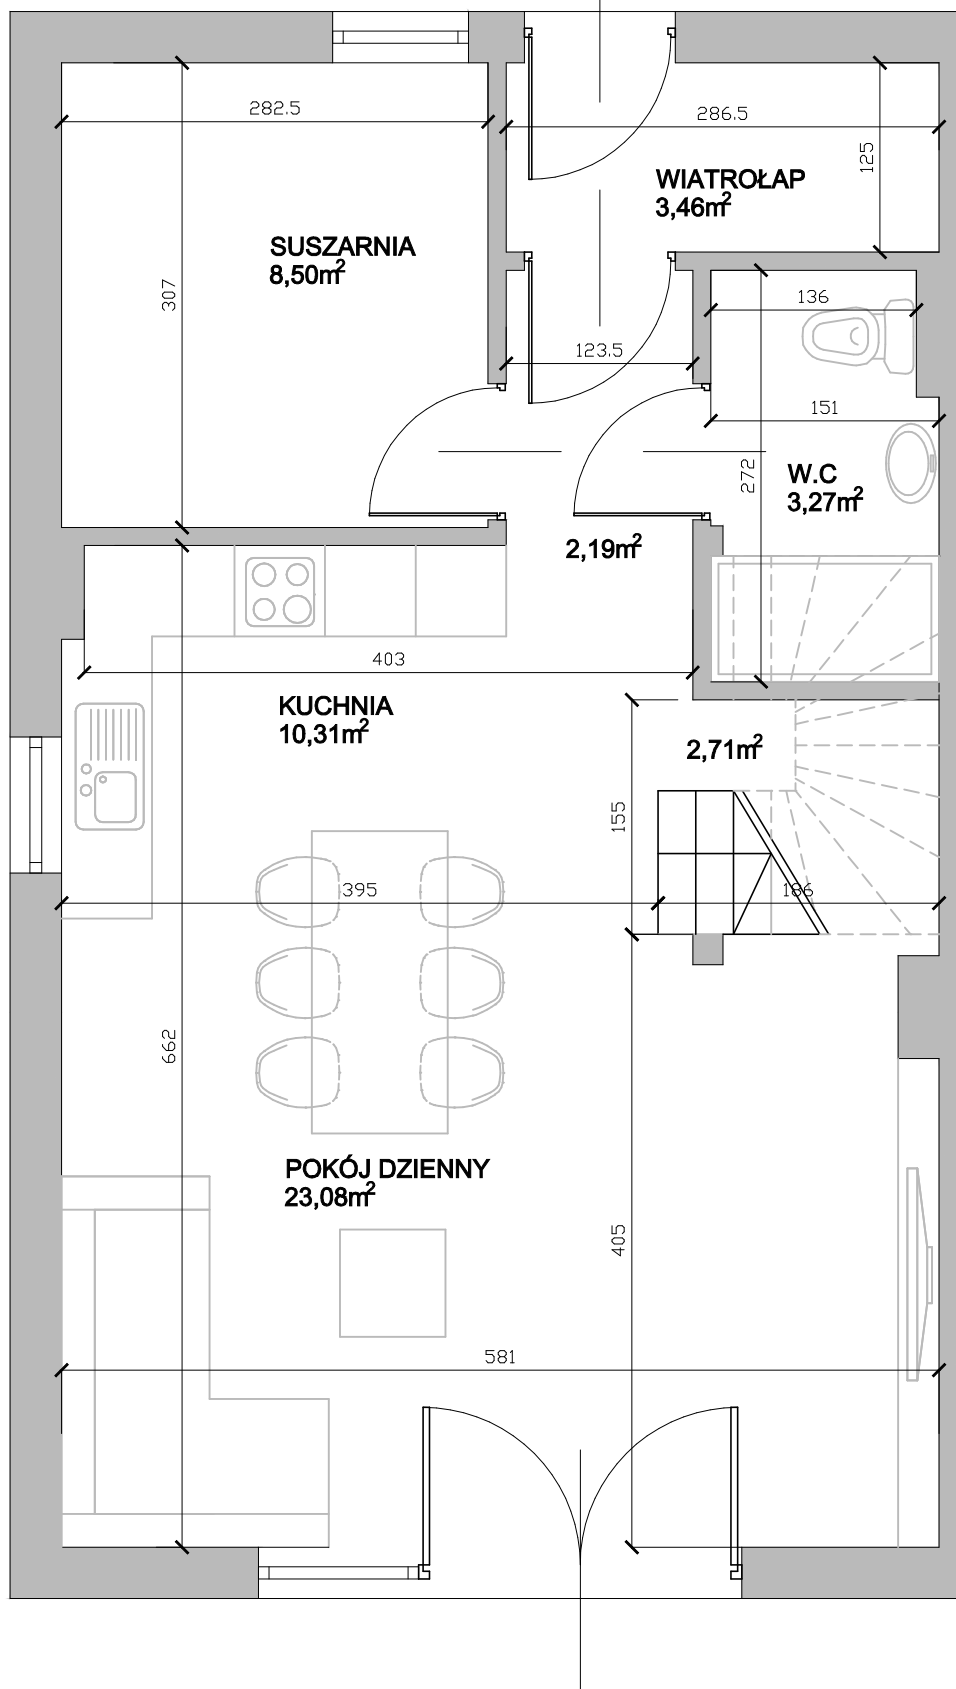 282.5
286.5
125
WIATROŁAP
3,46m²
SUSZARNIA
8,50m²
307
136
123.5
151
272
W.C
3,27m²
2,19m²
403
KUCHNIA
10,31m²
2,71m²
155
395
186
662
POKÓJ DZIENNY
23,08m²
405
581